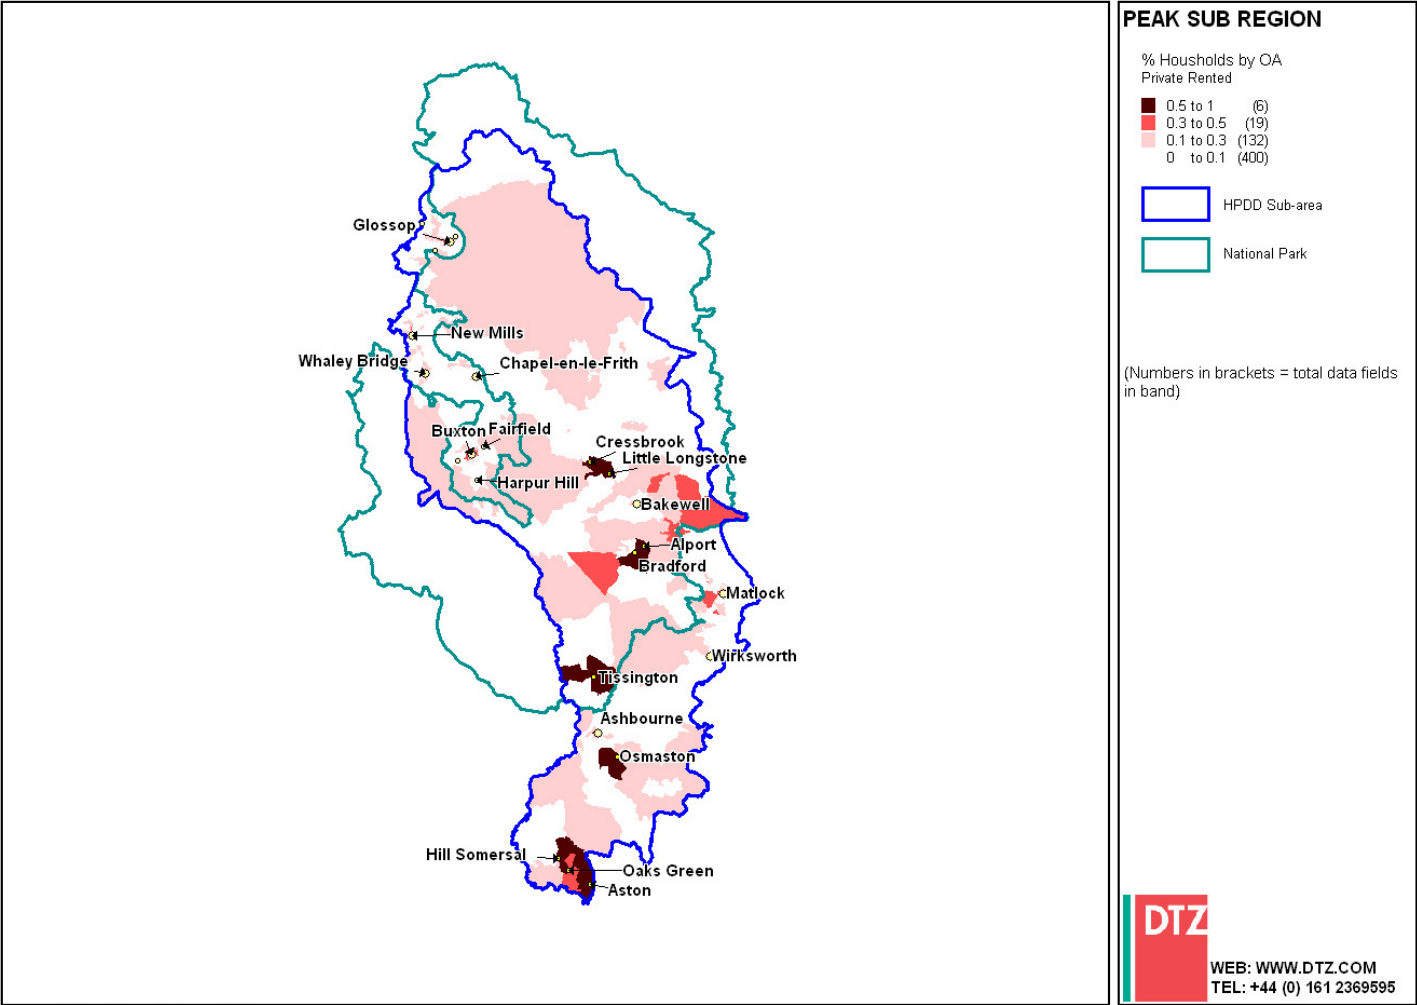 PEAK SUB REGION
% Housholds by OA
Private Rented
0.5 to 1 (6)
0.3 to 0.5 (19)
0.1 to 0.3 (132)
0 to 0.1 (400)
HPDD Sub-area
National Park
(Numbers in brackets = total data fields
in band)
Glossop
New Mills
Whaley Bridge
Chapel-en-le-Frith
Buxton
Fairfield
Cressbrook
Little Longstone
Harpur Hill
Bakewell
Alport
Bradford
Matlock
Wirksworth
Tissington
Ashbourne
Osmaston
Hill Somersal
Oaks Green
Aston
DTZ
WEB: WWW.DTZ.COM
TEL: +44 (0) 161 2369595